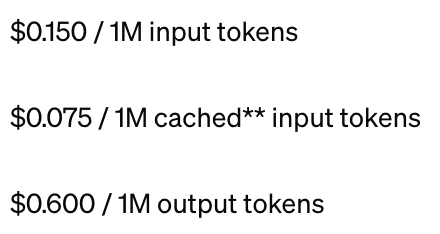 $0.150 / 1M input tokens
$0.075 / 1M cached** input tokens
$0.600 / 1M output tokens